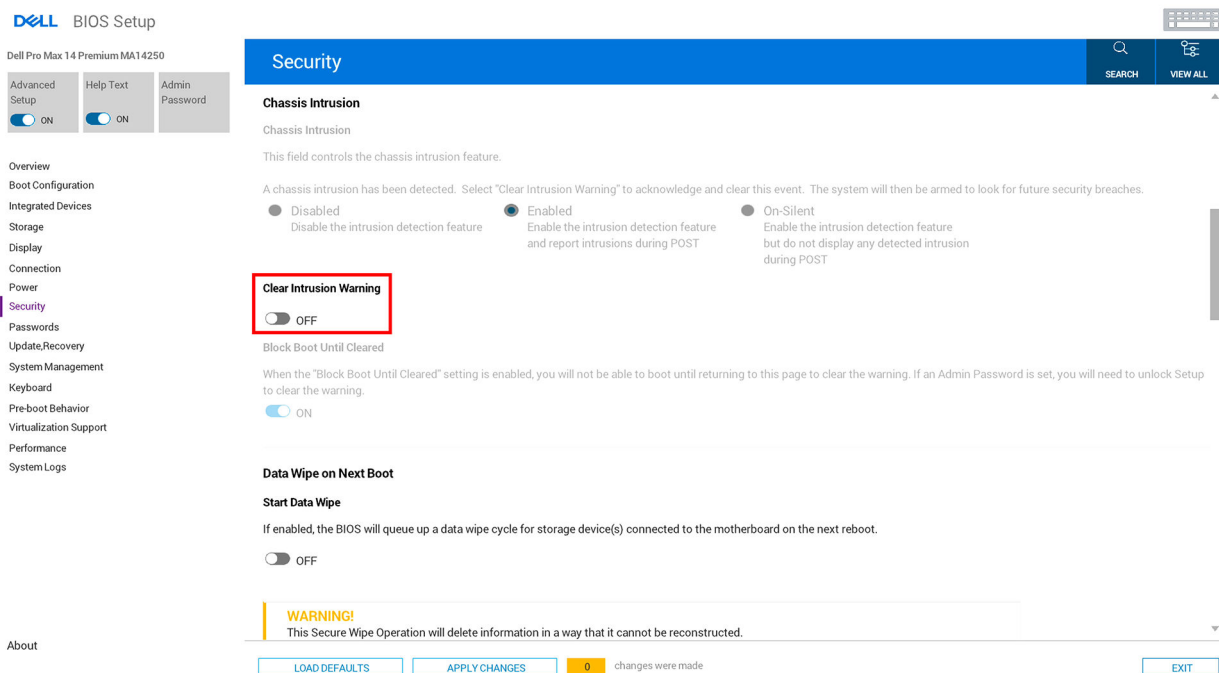 DELL BIOS Setup
Dell Pro Max 14 Premium MA14250
Advanced Setup
ON
Help Text
ON
Admin Password
Overview
Boot Configuration
Integrated Devices
Storage
Display
Connection
Power
Security
Passwords
Update,Recovery
System Management
Keyboard
Pre-boot Behavior
Virtualization Support
Performance
System Logs
About
Security
SEARCH
VIEW ALL
Chassis Intrusion
Chassis Intrusion
This field controls the chassis intrusion feature.
A chassis intrusion has been detected.  Select "Clear Intrusion Warning" to acknowledge and clear this event.  The system will then be armed to look for future security breaches.
Disabled
Disable the intrusion detection feature
Enabled
Enable the intrusion detection feature
and report intrusions during POST
On-Silent
Enable the intrusion detection feature
but do not display any detected intrusion
during POST
Clear Intrusion Warning
OFF
Block Boot Until Cleared
When the "Block Boot Until Cleared" setting is enabled, you will not be able to boot until returning to this page to clear the warning. If an Admin Password is set, you will need to unlock Setup
to clear the warning.
ON
Data Wipe on Next Boot
Start Data Wipe
If enabled, the BIOS will queue up a data wipe cycle for storage device(s) connected to the motherboard on the next reboot.
OFF
WARNING!
This Secure Wipe Operation will delete information in a way that it cannot be reconstructed.
LOAD DEFAULTS
APPLY CHANGES
0 changes were made
EXIT